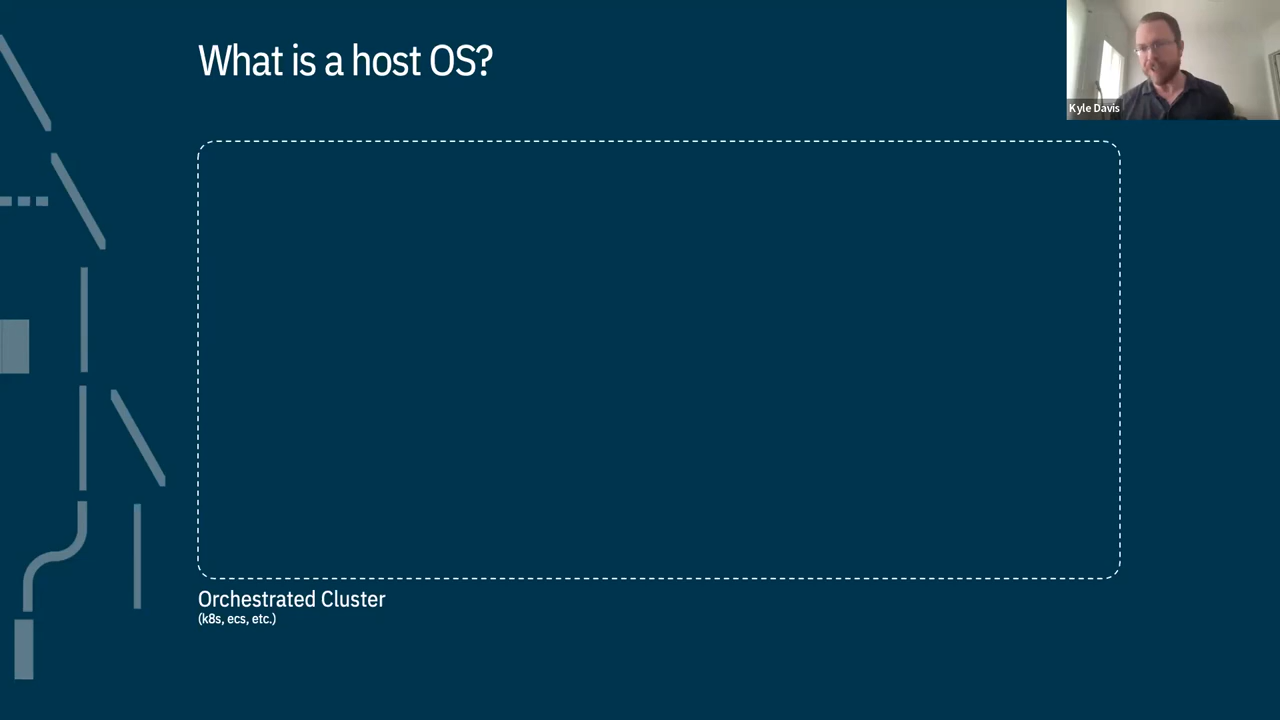 What is a host OS?
Kyle Davis
Orchestrated Cluster
(k8s, ecs, etc.)